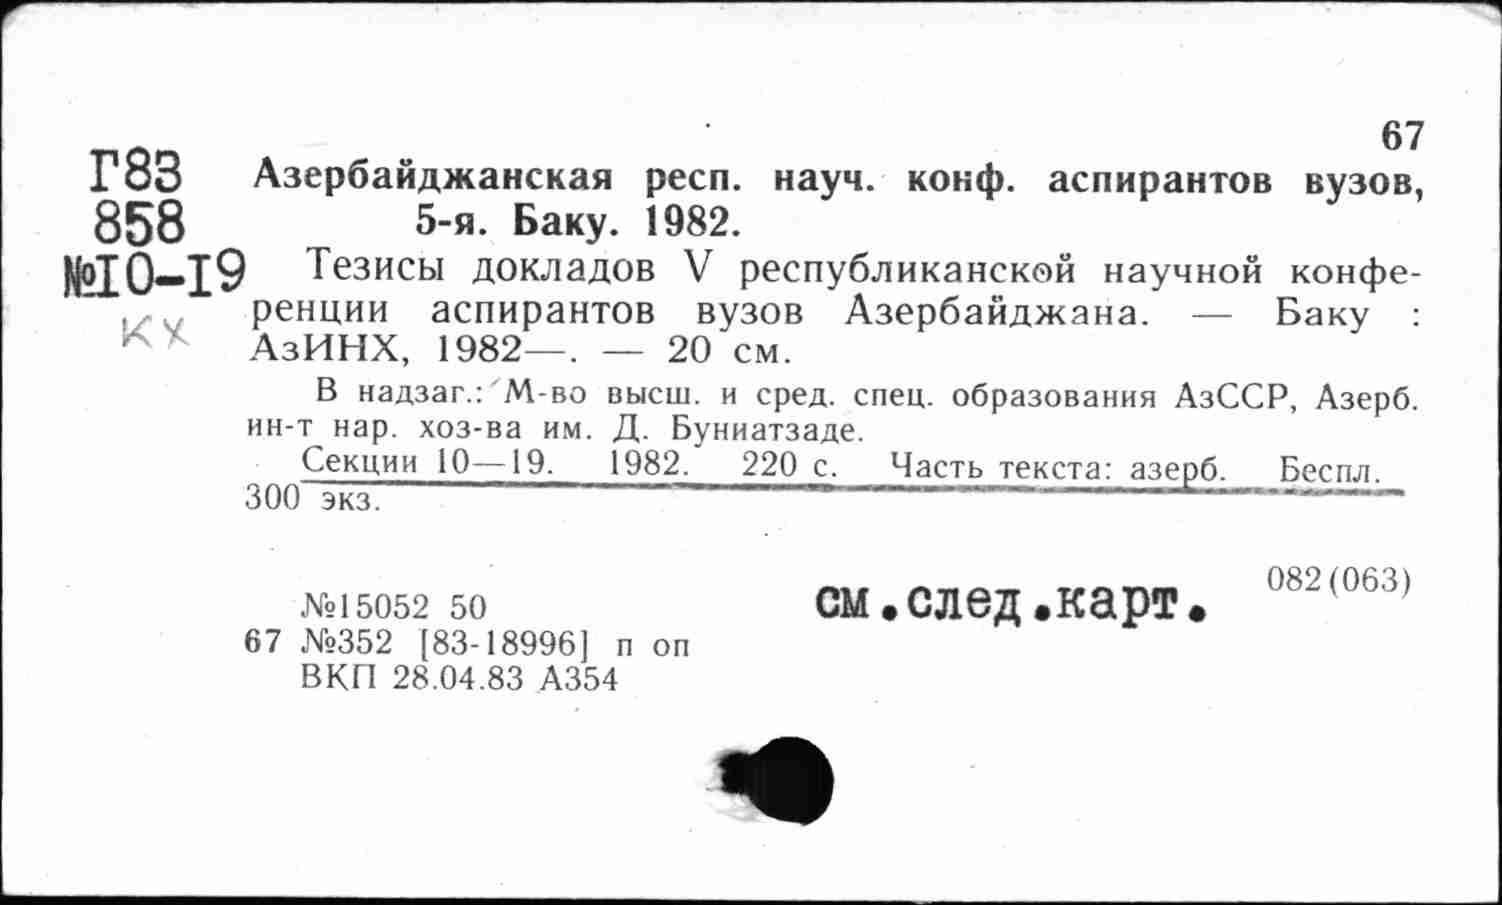 67
Г83 Азербайджанская респ. науч. конф. аспирантов вузов,
858 5-я. Баку. 1982.
№10-19 Тезисы докладов V республиканской научной конфе-
ренции аспирантов вузов Азербайджана. — Баку :
кх АзИНХ, 1982—. — 20 см.
В надзаг.: М-во высш. и сред. спец. образования АзССР, Азерб.
ин-т нар. хоз-ва им. Д. Буниатзаде.
Секции 10—19. 1982. 220 с. Часть текста: азерб. Беспл.
300 экз.
см.след.карт. 082(063)
№15052 50
67 №352 [83-18996] п оп
ВКП 28.04.83 А354